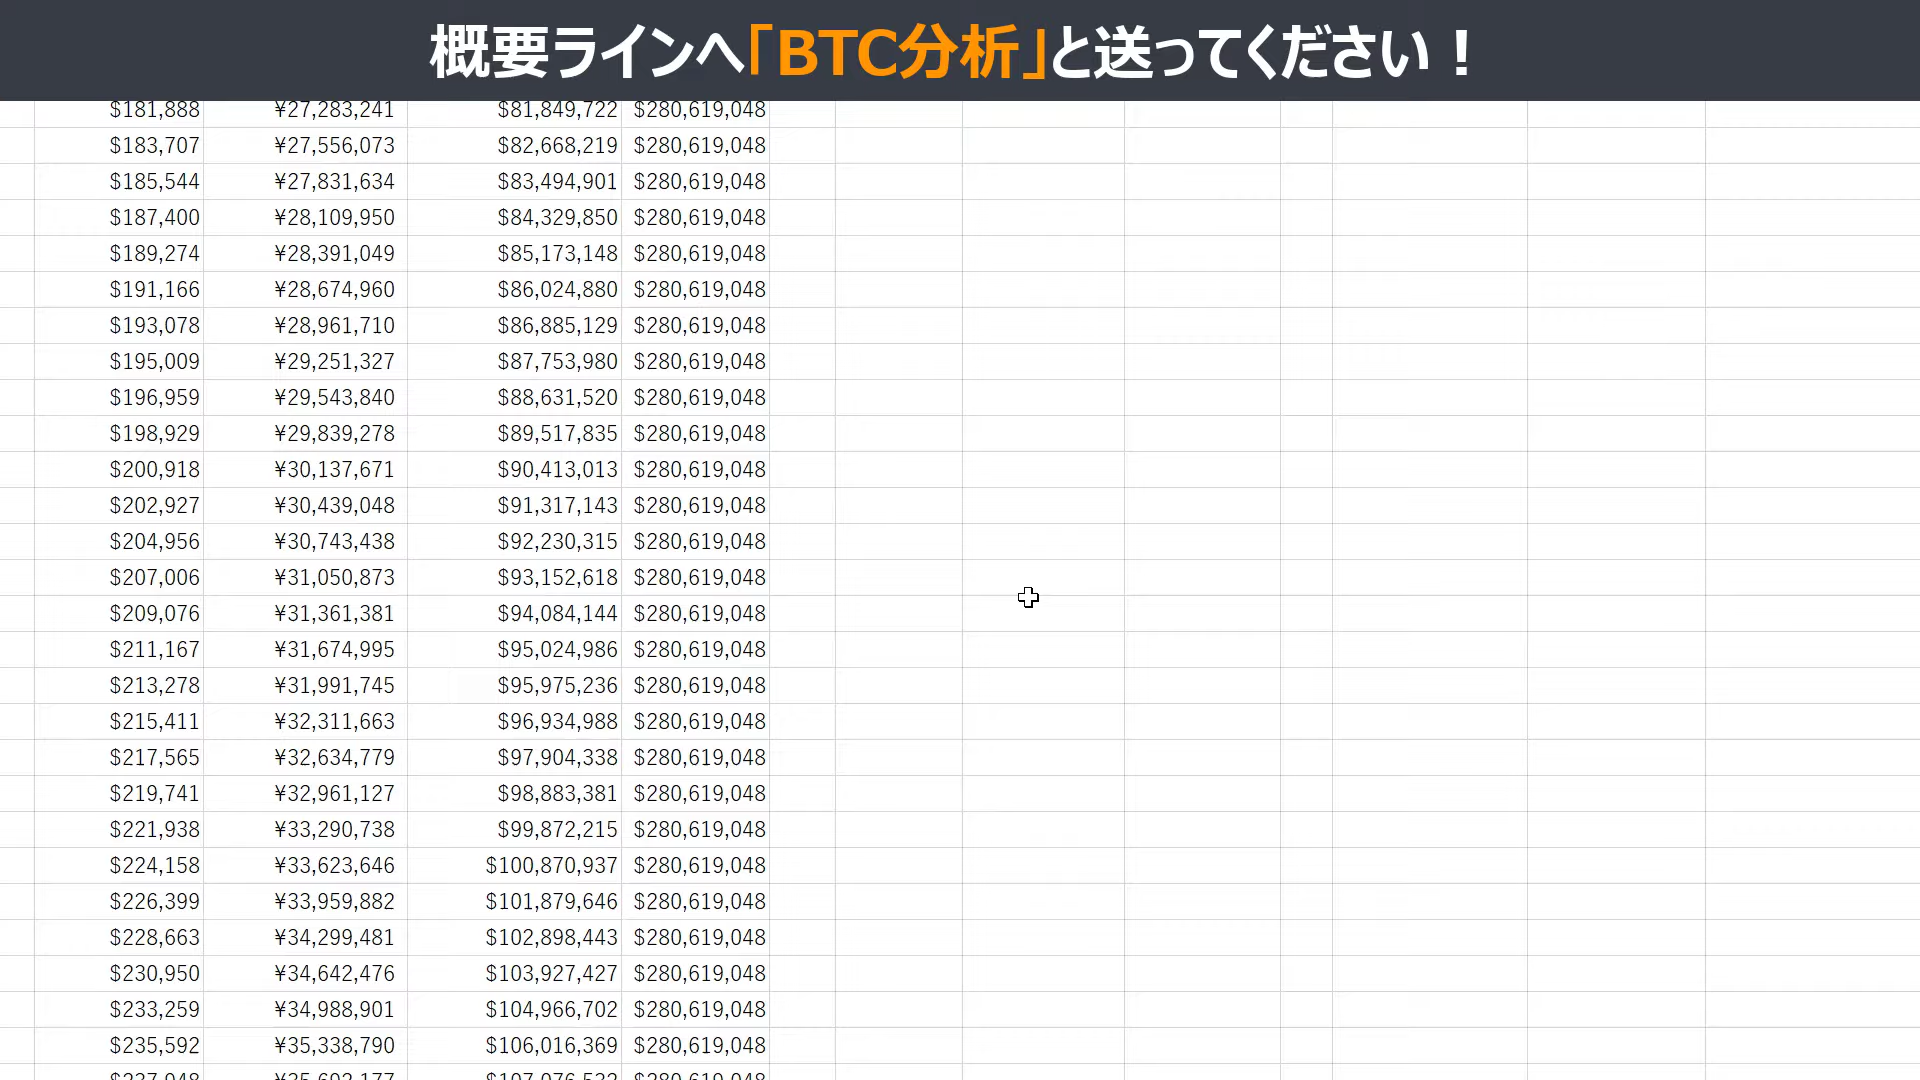 概要ラインへ「BTC分析」と送ってください！
$181,888 ¥27,283,241 $81,849,722 $280,619,048
$183,707 ¥27,556,073 $82,668,219 $280,619,048
$185,544 ¥27,831,634 $83,494,901 $280,619,048
$187,400 ¥28,109,950 $84,329,850 $280,619,048
$189,274 ¥28,391,049 $85,173,148 $280,619,048
$191,166 ¥28,674,960 $86,024,880 $280,619,048
$193,078 ¥28,961,710 $86,885,129 $280,619,048
$195,009 ¥29,251,327 $87,753,980 $280,619,048
$196,959 ¥29,543,840 $88,631,520 $280,619,048
$198,929 ¥29,839,278 $89,517,835 $280,619,048
$200,918 ¥30,137,671 $90,413,013 $280,619,048
$202,927 ¥30,439,048 $91,317,143 $280,619,048
$204,956 ¥30,743,438 $92,230,315 $280,619,048
$207,006 ¥31,050,873 $93,152,618 $280,619,048
$209,076 ¥31,361,381 $94,084,144 $280,619,048
$211,167 ¥31,674,995 $95,024,986 $280,619,048
$213,278 ¥31,991,745 $95,975,236 $280,619,048
$215,411 ¥32,311,663 $96,934,988 $280,619,048
$217,565 ¥32,634,779 $97,904,338 $280,619,048
$219,741 ¥32,961,127 $98,883,381 $280,619,048
$221,938 ¥33,290,738 $99,872,215 $280,619,048
$224,158 ¥33,623,646 $100,870,937 $280,619,048
$226,399 ¥33,959,882 $101,879,646 $280,619,048
$228,663 ¥34,299,481 $102,898,443 $280,619,048
$230,950 ¥34,642,476 $103,927,427 $280,619,048
$233,259 ¥34,988,901 $104,966,702 $280,619,048
$235,592 ¥35,338,790 $106,016,369 $280,619,048